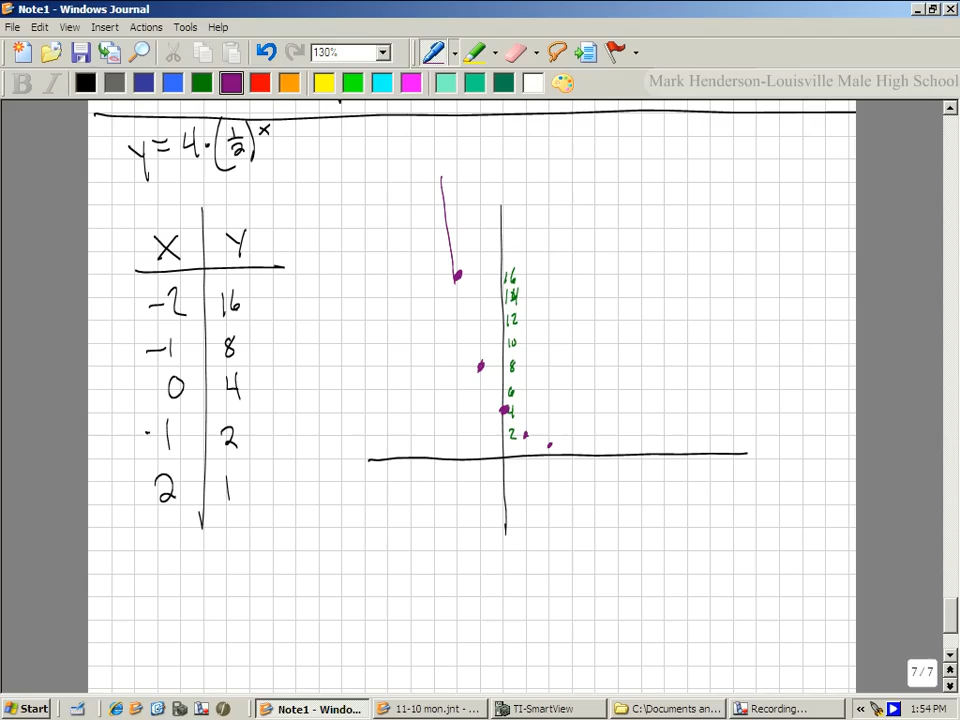 Note1 - Windows Journal
File Edit View Insert Actions Tools Help
130%
B I
Mark Henderson-Louisville Male High School
y = 4 · (1/2)^x
X Y
-2 16
-1 8
0 4
1 2
2 1
16
14
12
10
8
6
4
2
7 / 7
Start Note1 - Windo... 11-10 mon.jnt - ... TI-SmartView C:\Documents an... Recording... « 1:54 PM